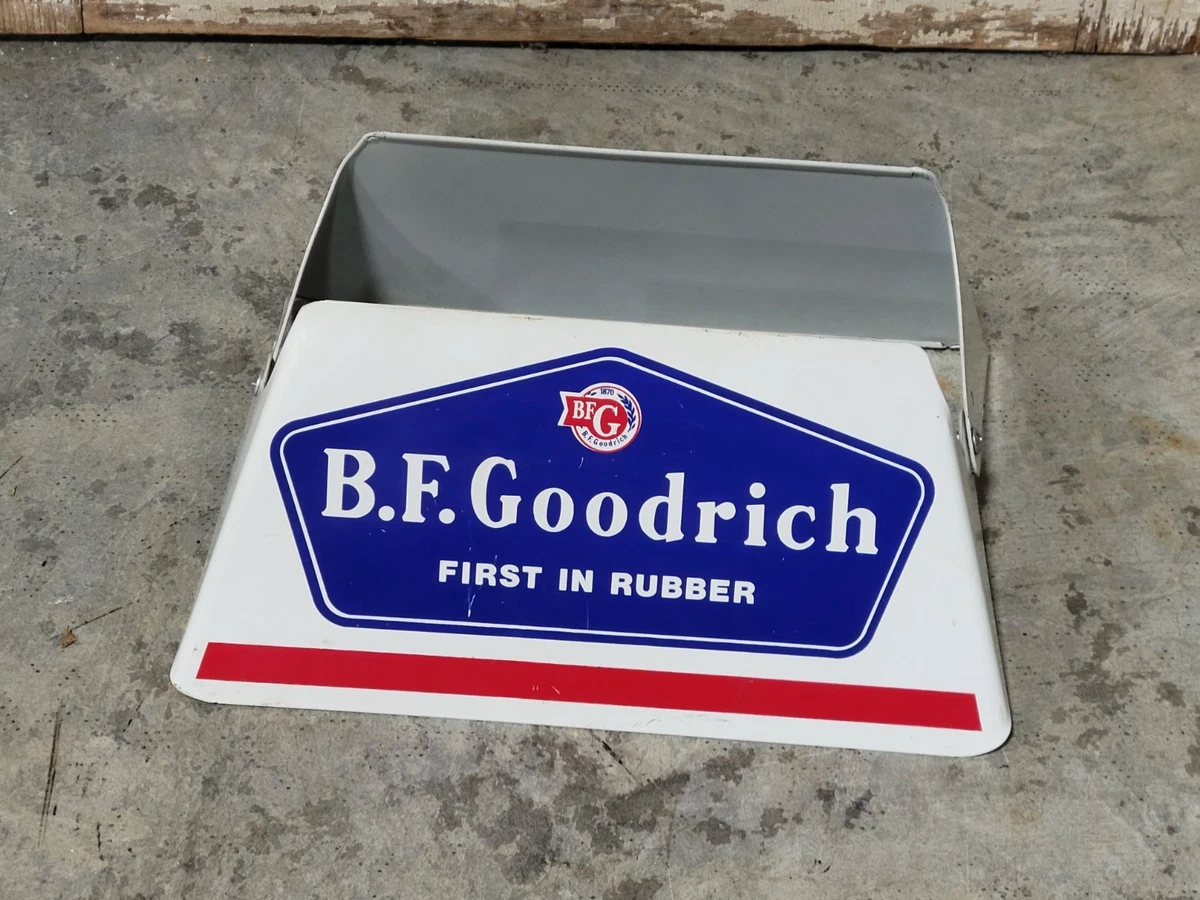 1870
BFG
B.F.Goodrich
B.F.Goodrich
FIRST IN RUBBER